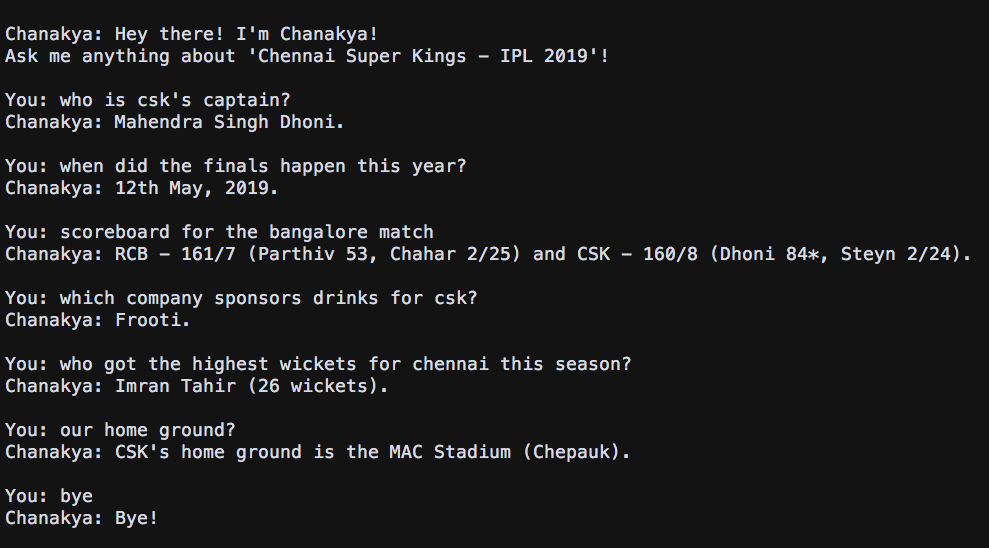 Chanakya: Hey there! I'm Chanakya!
Ask me anything about 'Chennai Super Kings - IPL 2019'!
You: who is csk's captain?
Chanakya: Mahendra Singh Dhoni.
You: when did the finals happen this year?
Chanakya: 12th May, 2019.
You: scoreboard for the bangalore match
Chanakya: RCB - 161/7 (Parthiv 53, Chahar 2/25) and CSK - 160/8 (Dhoni 84*, Steyn 2/24).
You: which company sponsors drinks for csk?
Chanakya: Frooti.
You: who got the highest wickets for chennai this season?
Chanakya: Imran Tahir (26 wickets).
You: our home ground?
Chanakya: CSK's home ground is the MAC Stadium (Chepauk).
You: bye
Chanakya: Bye!